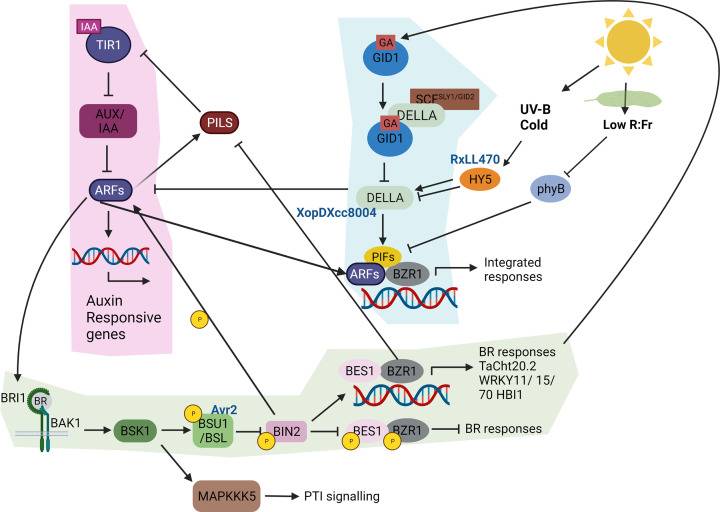 IAA
TIR1
AUX/
IAA
ARFs
Auxin
Responsive
genes
PILS
GA
GID1
SCFSLY1/GID2
DELLA
GA
GID1
DELLA
XopDXcc8004
RxLL470
HY5
UV-B
Cold
Low R:Fr
phyB
PIFs
ARFs
BZR1
Integrated
responses
P
BRI1
BR
BAK1
BSK1
P
Avr2
BSU1
/BSL
P
BIN2
BES1
BZR1
BR responses
TaCht20.2
WRKY11/ 15/
70 HBI1
P
BES1
P
BZR1
BR responses
MAPKKK5
PTI signalling